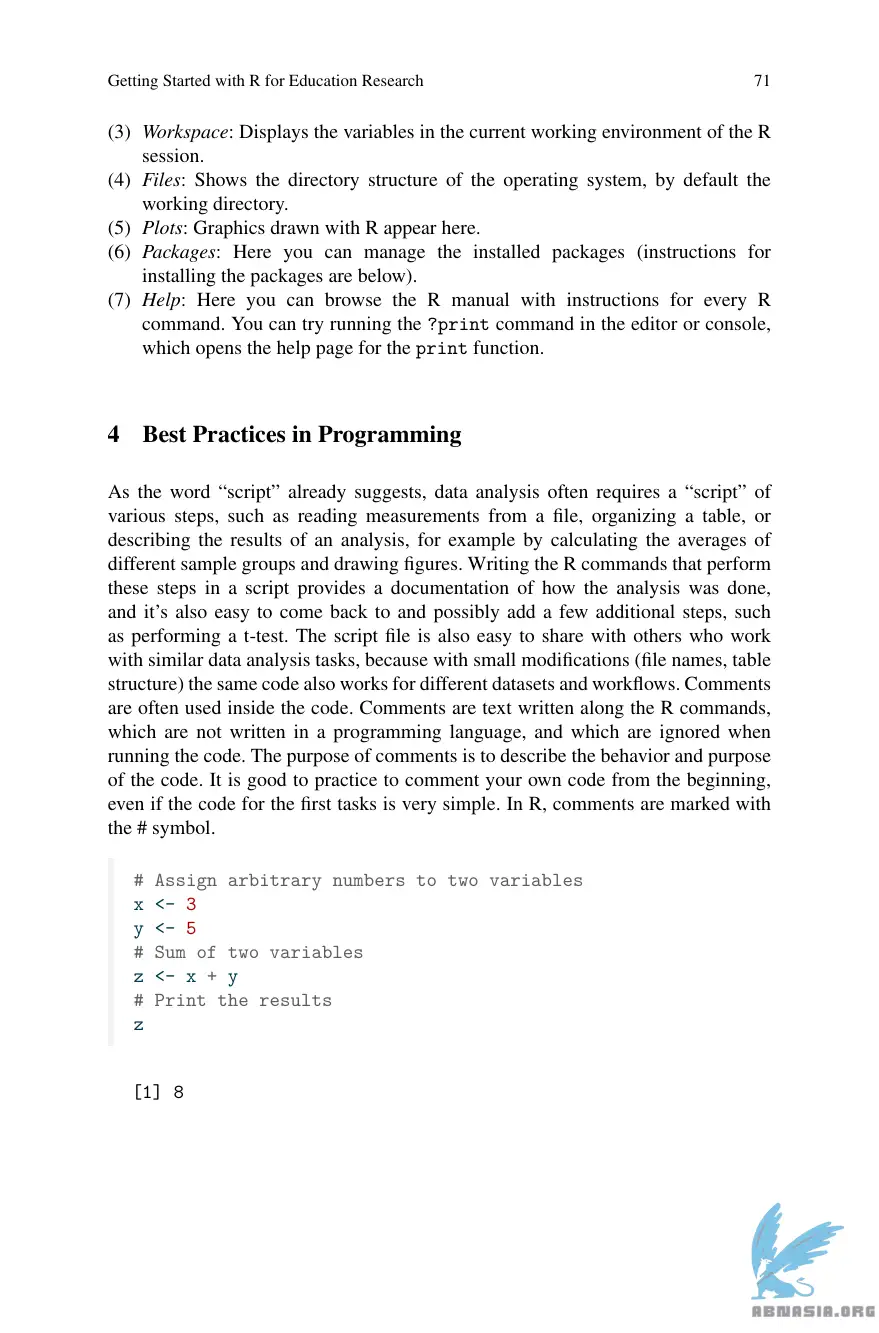 Getting Started with R for Education Research 71
(3) Workspace: Displays the variables in the current working environment of the R
session.
(4) Files: Shows the directory structure of the operating system, by default the
working directory.
(5) Plots: Graphics drawn with R appear here.
(6) Packages: Here you can manage the installed packages (instructions for
installing the packages are below).
(7) Help: Here you can browse the R manual with instructions for every R
command. You can try running the ?print command in the editor or console,
which opens the help page for the print function.
4 Best Practices in Programming
As the word “script” already suggests, data analysis often requires a “script” of
various steps, such as reading measurements from a file, organizing a table, or
describing the results of an analysis, for example by calculating the averages of
different sample groups and drawing figures. Writing the R commands that perform
these steps in a script provides a documentation of how the analysis was done,
and it’s also easy to come back to and possibly add a few additional steps, such
as performing a t-test. The script file is also easy to share with others who work
with similar data analysis tasks, because with small modifications (file names, table
structure) the same code also works for different datasets and workflows. Comments
are often used inside the code. Comments are text written along the R commands,
which are not written in a programming language, and which are ignored when
running the code. The purpose of comments is to describe the behavior and purpose
of the code. It is good to practice to comment your own code from the beginning,
even if the code for the first tasks is very simple. In R, comments are marked with
the # symbol.
# Assign arbitrary numbers to two variables
x <- 3
y <- 5
# Sum of two variables
z <- x + y
# Print the results
z
[1] 8
ABNASIA.ORG